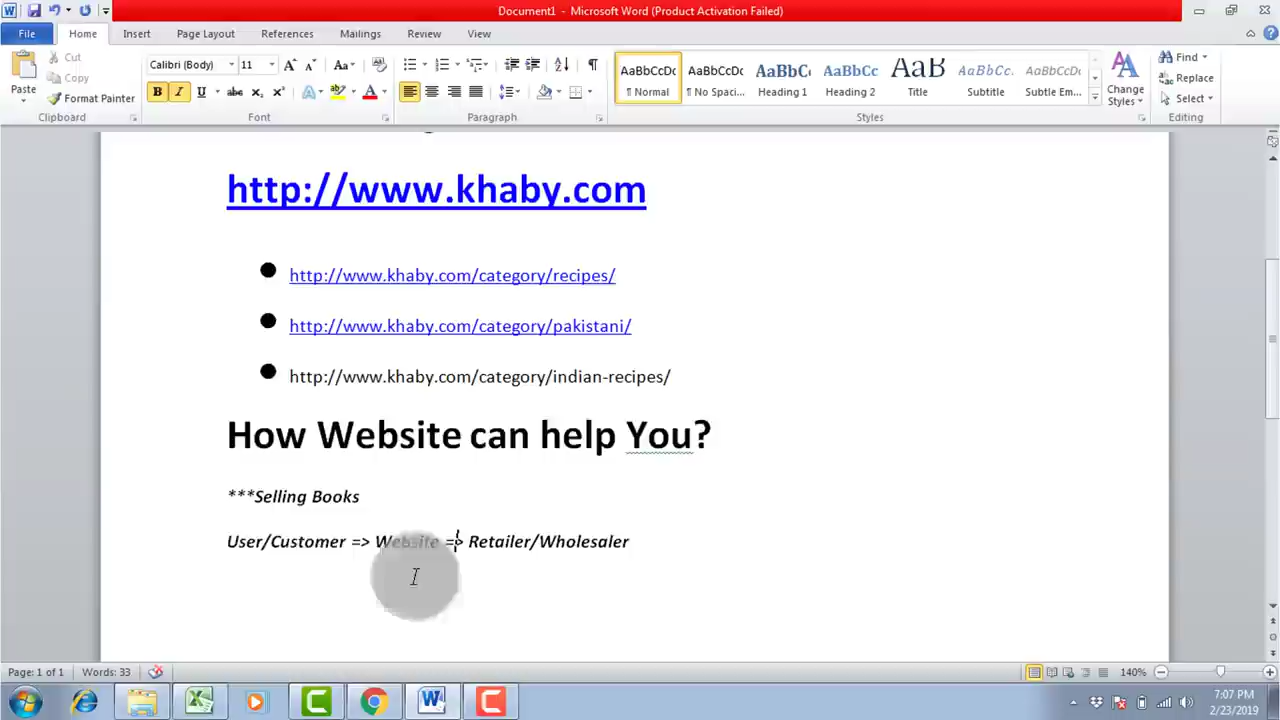 Document1 - Microsoft Word (Product Activation Failed)
File Home Insert Page Layout References Mailings Review View
Paste
Cut
Copy
Format Painter
Clipboard
Calibri (Body) 11
B I U abc x₂ x² A
Font
Paragraph
AaBbCcDc AaBbCcDc AaBbC AaBbCc AaB AaBbCc. AaBbCcDc
¶ Normal ¶ No Spaci... Heading 1 Heading 2 Title Subtitle Subtle Em...
Styles
Change
Styles
Find
Replace
Select
Editing
http://www.khaby.com
http://www.khaby.com/category/recipes/
http://www.khaby.com/category/pakistani/
http://www.khaby.com/category/indian-recipes/
How Website can help You?
***Selling Books
User/Customer => Website => Retailer/Wholesaler
Page: 1 of 1 Words: 33 140%
7:07 PM
2/23/2019